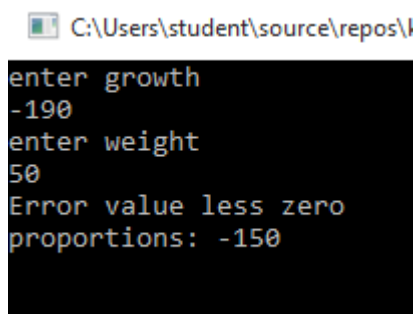 C:\Users\student\source\repos\
enter growth
-190
enter weight
50
Error value less zero
proportions: -150